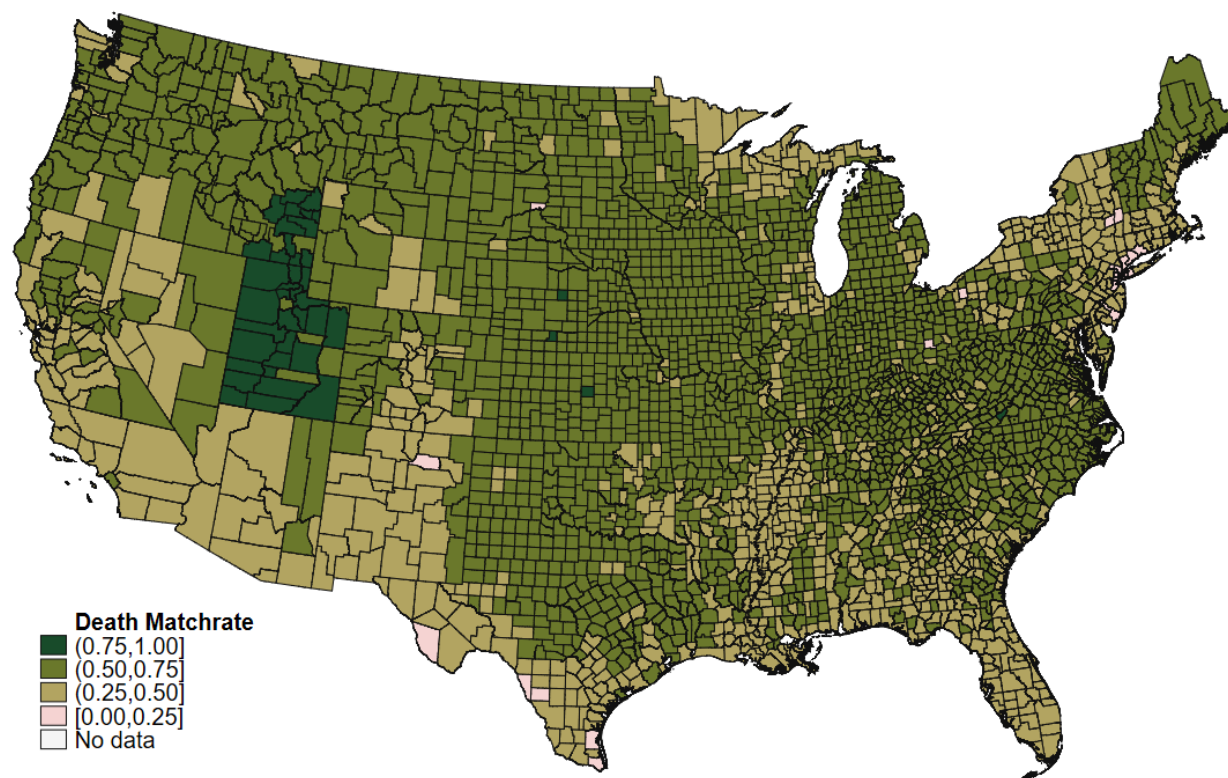 Death Matchrate
(0.75,1.00]
(0.50,0.75]
(0.25,0.50]
[0.00,0.25]
No data